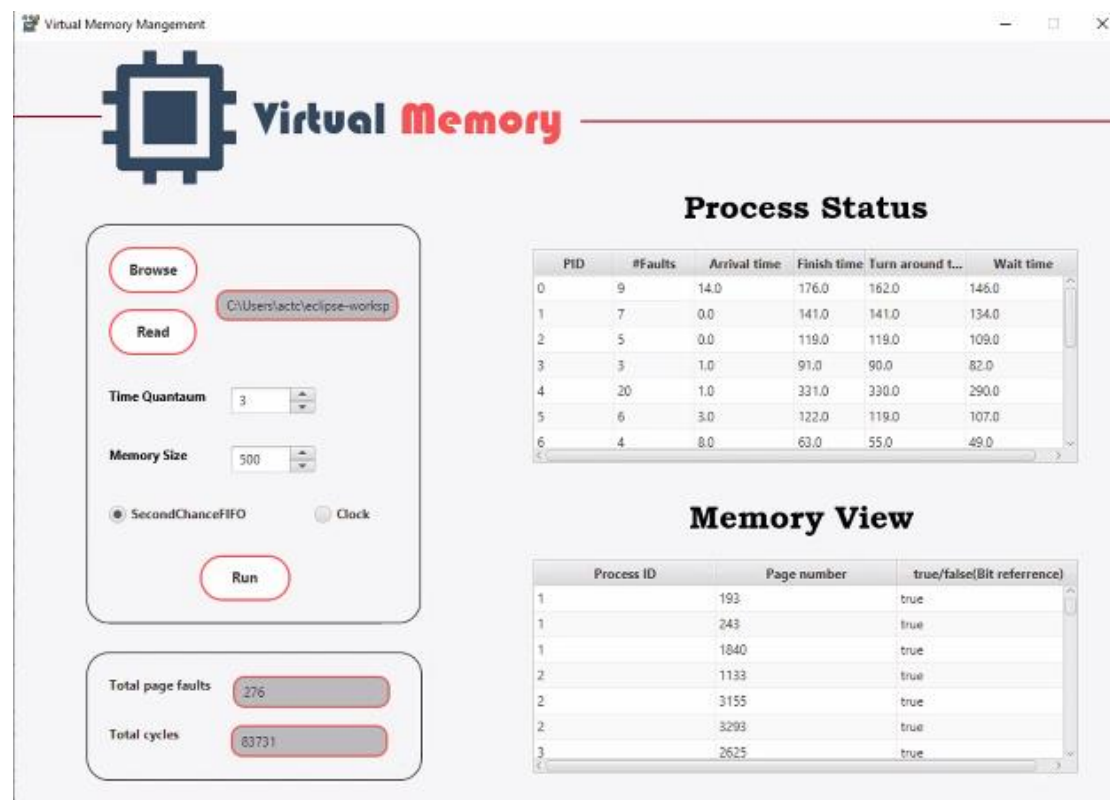 Virtual Memory Mangement
Virtual Memory
Browse
C:\Users\actc\eclipse-worksp
Read
Time Quantaum 3
Memory Size 500
SecondChanceFIFO Clock
Run
Total page faults 276
Total cycles 83731
Process Status
PID #Faults Arrival time Finish time Turn around t... Wait time
0 9 14.0 176.0 162.0 146.0
1 7 0.0 141.0 141.0 134.0
2 5 0.0 119.0 119.0 109.0
3 3 1.0 91.0 90.0 82.0
4 20 1.0 331.0 330.0 290.0
5 6 3.0 122.0 119.0 107.0
6 4 8.0 63.0 55.0 49.0
Memory View
Process ID Page number true/false(Bit referrence)
1 193 true
1 243 true
1 1840 true
2 1133 true
2 3155 true
2 3293 true
3 2625 true